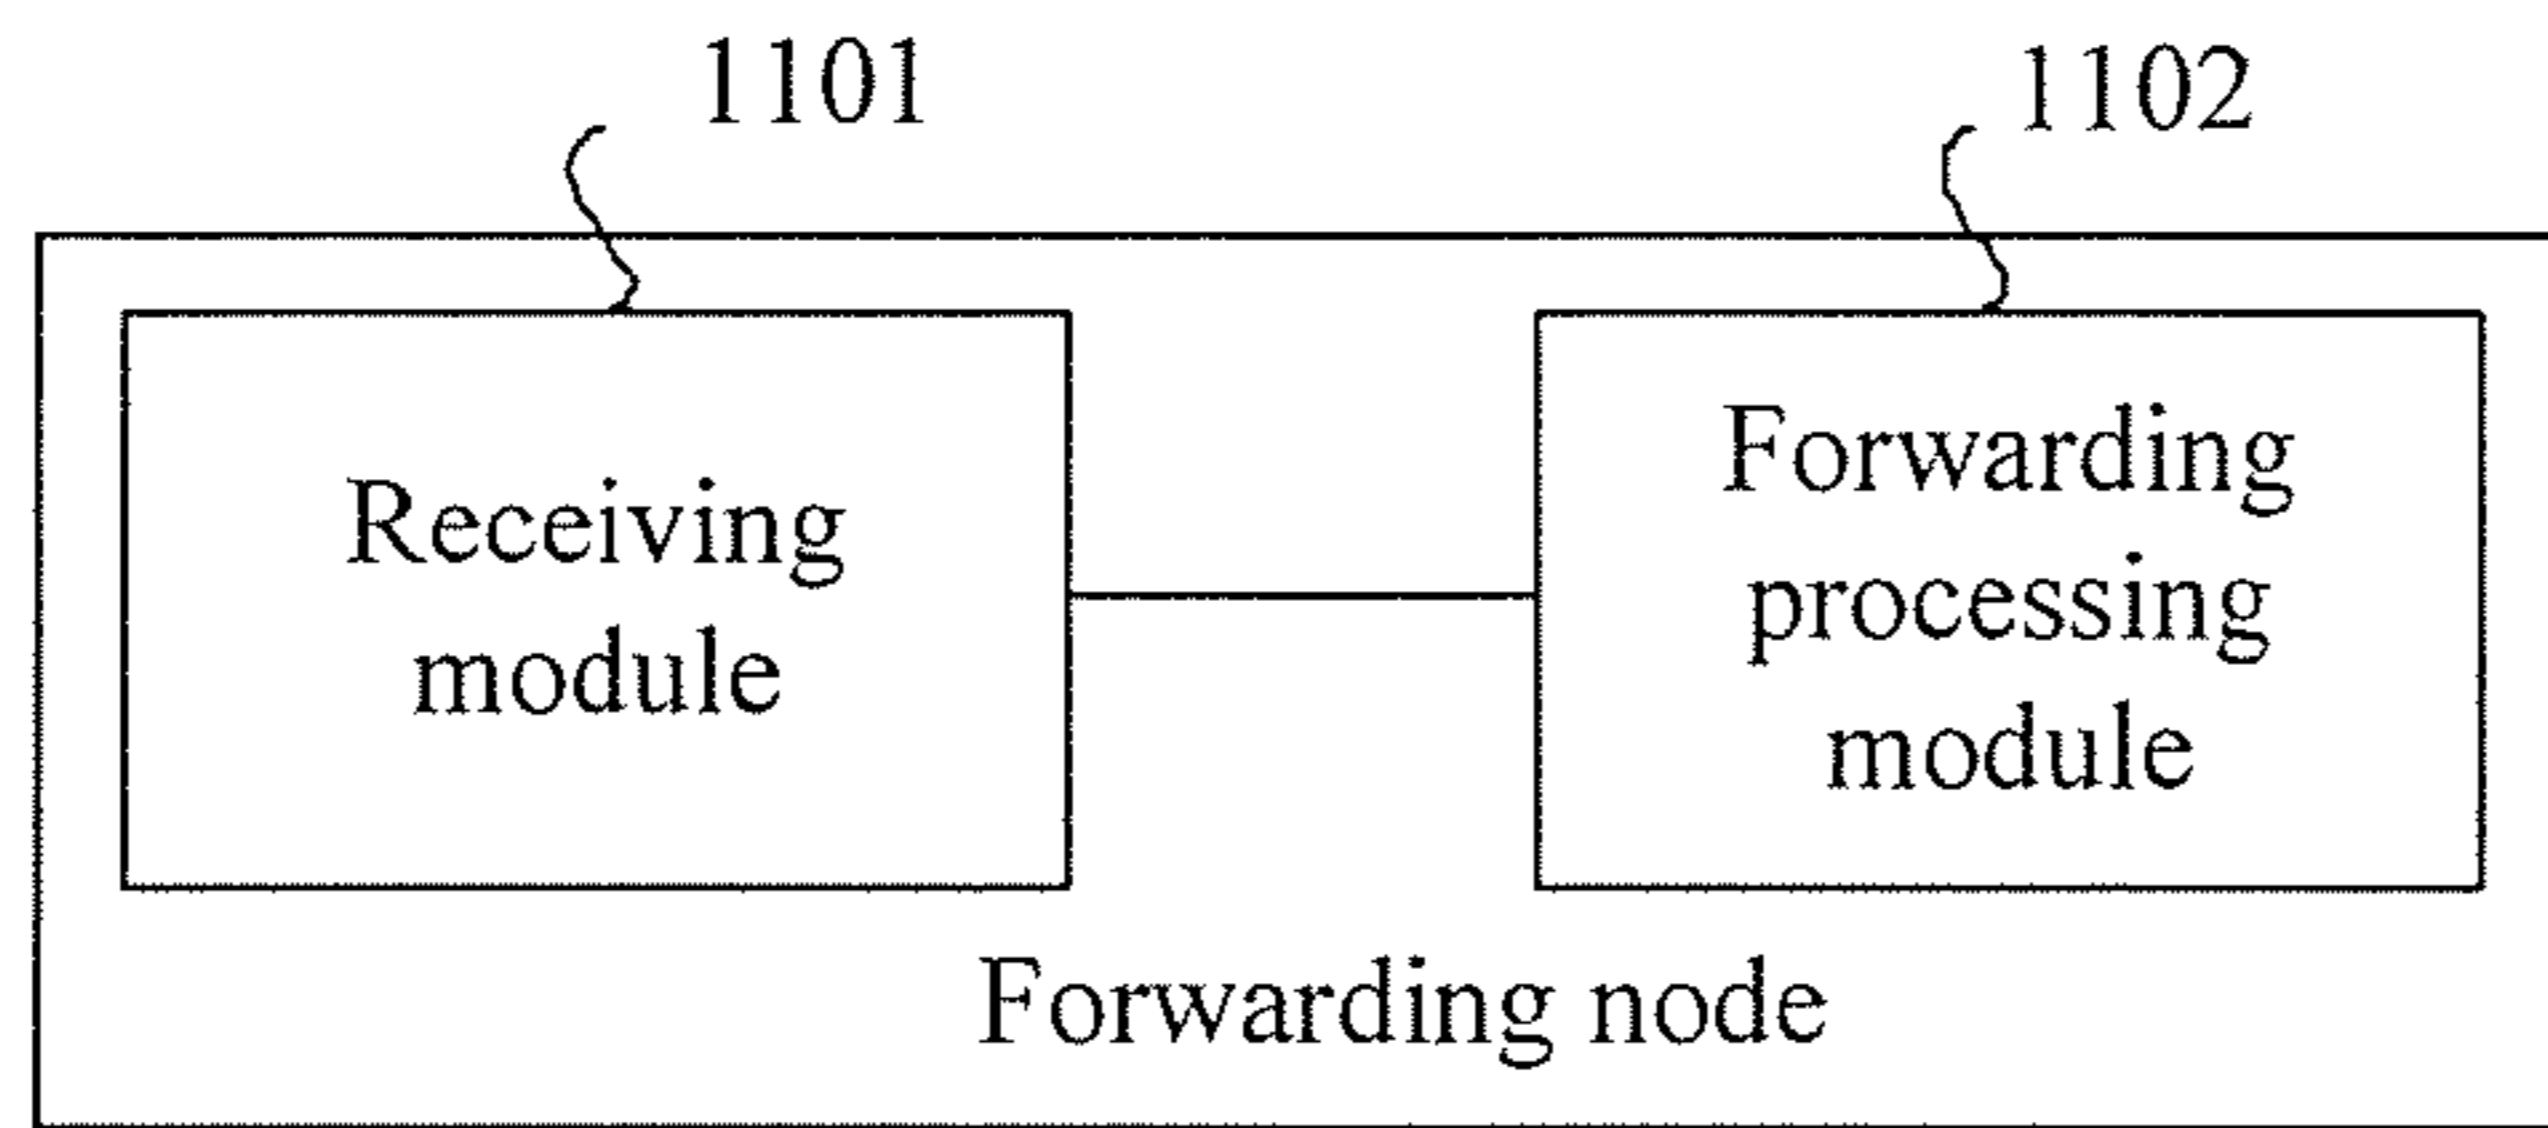 1101
1102
Receiving
module
Forwarding
processing
module
Forwarding node